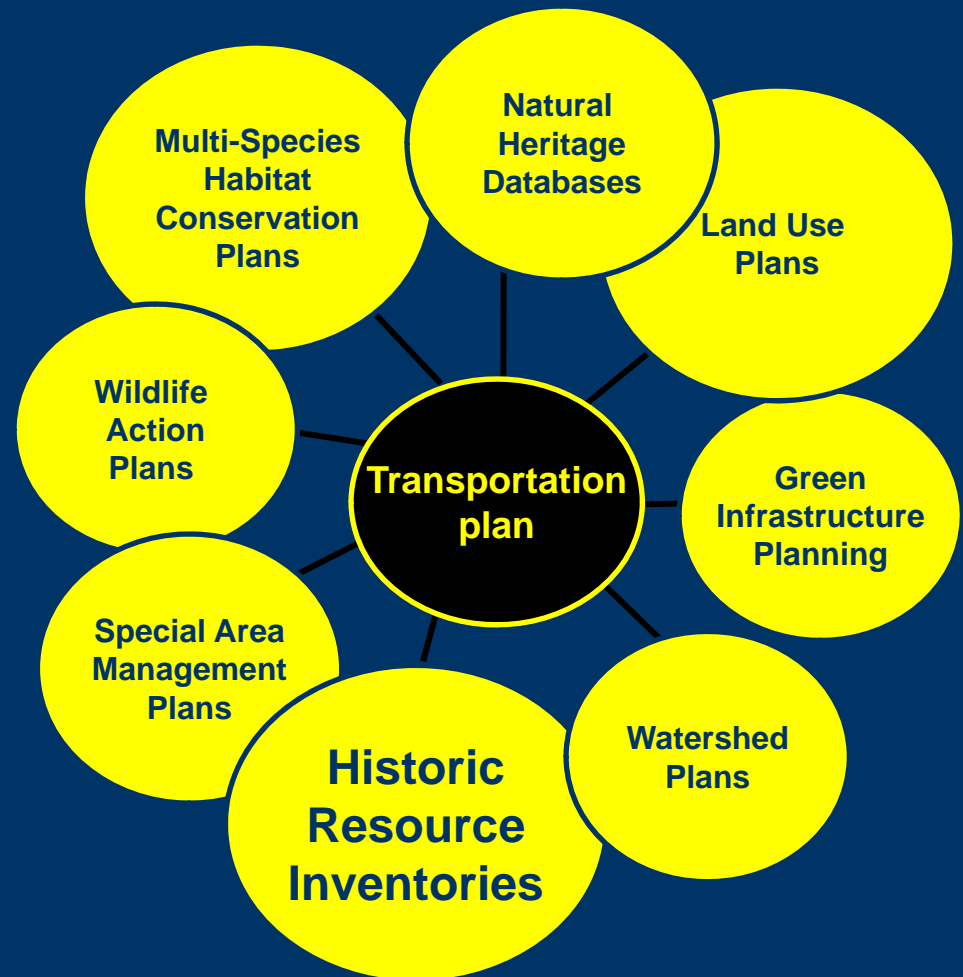 Natural
Heritage
Databases
Multi-Species
Habitat
Conservation
Plans
Land Use
Plans
Wildlife
Action
Plans
Transportation
plan
Green
Infrastructure
Planning
Special Area
Management
Plans
Historic
Resource
Inventories
Watershed
Plans